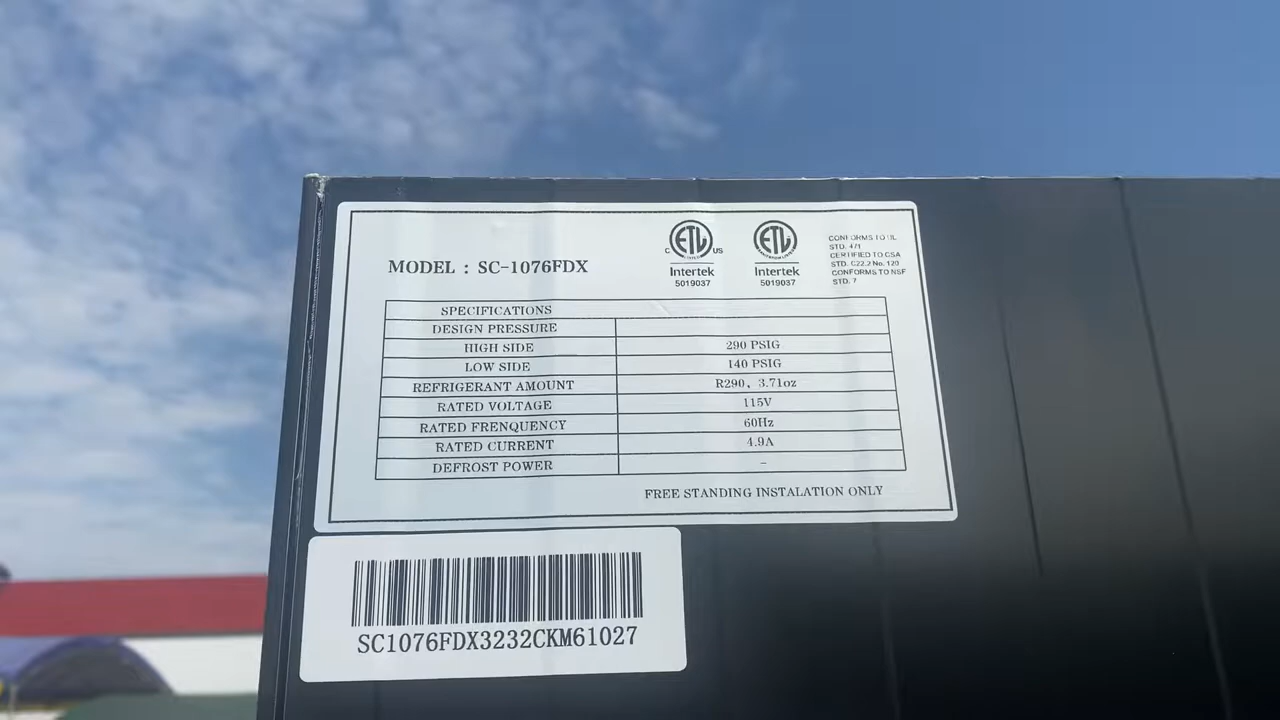 MODEL : SC-1076FDX
C ETL US
Intertek
5019037
ETL
Intertek
5019037
CONFORMS TO UL
STD. 471
CERTIFIED TO CSA
STD. C22.2 No. 120
CONFORMS TO NSF
STD. 7
SPECIFICATIONS
DESIGN PRESSURE
HIGH SIDE 290 PSIG
LOW SIDE 140 PSIG
REFRIGERANT AMOUNT R290, 3.71oz
RATED VOLTAGE 115V
RATED FRENQUENCY 60Hz
RATED CURRENT 4.9A
DEFROST POWER –
FREE STANDING INSTALATION ONLY
SC1076FDX3232CKM61027